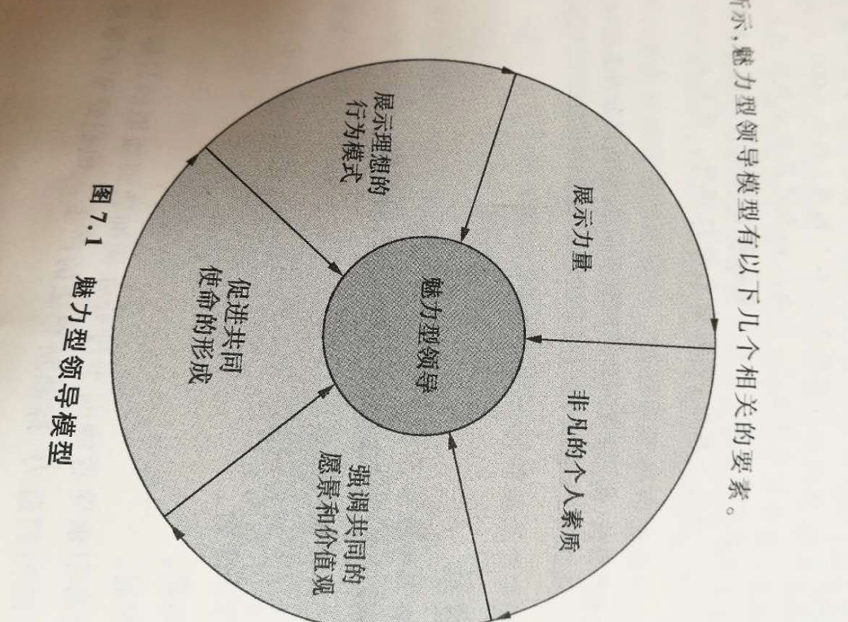 所示,魅力型领导模型有以下几个相关的要素。
展示力量
非凡的个人素质
魅力型领导
展示理想的
行为模式
强调共同的
愿景和价值观
促进共同
使命的形成
图 7.1 魅力型领导模型